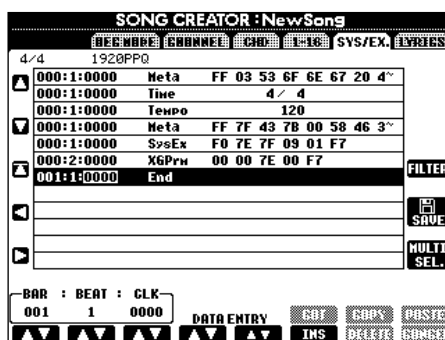 SONG CREATOR :NewSong
REC MODE CHANNEL CHD 1-16 SYS/EX. LYRICS
4/4 1920PPQ
000:1:0000 Meta FF 03 53 6F 6E 67 20 4~
000:1:0000 Time 4/ 4
000:1:0000 Tempo 120
000:1:0000 Meta FF 7F 43 7B 00 58 46 3~
000:1:0000 SysEx F0 7E 7F 09 01 F7
000:2:0000 XGPrm 00 00 7E 00 F7
001:1:0000 End
FILTER
SAVE
MULTI SEL.
BAR : BEAT : CLK
001 1 0000
DATA ENTRY
CUT COPY PASTE
INS DELETE CANCEL